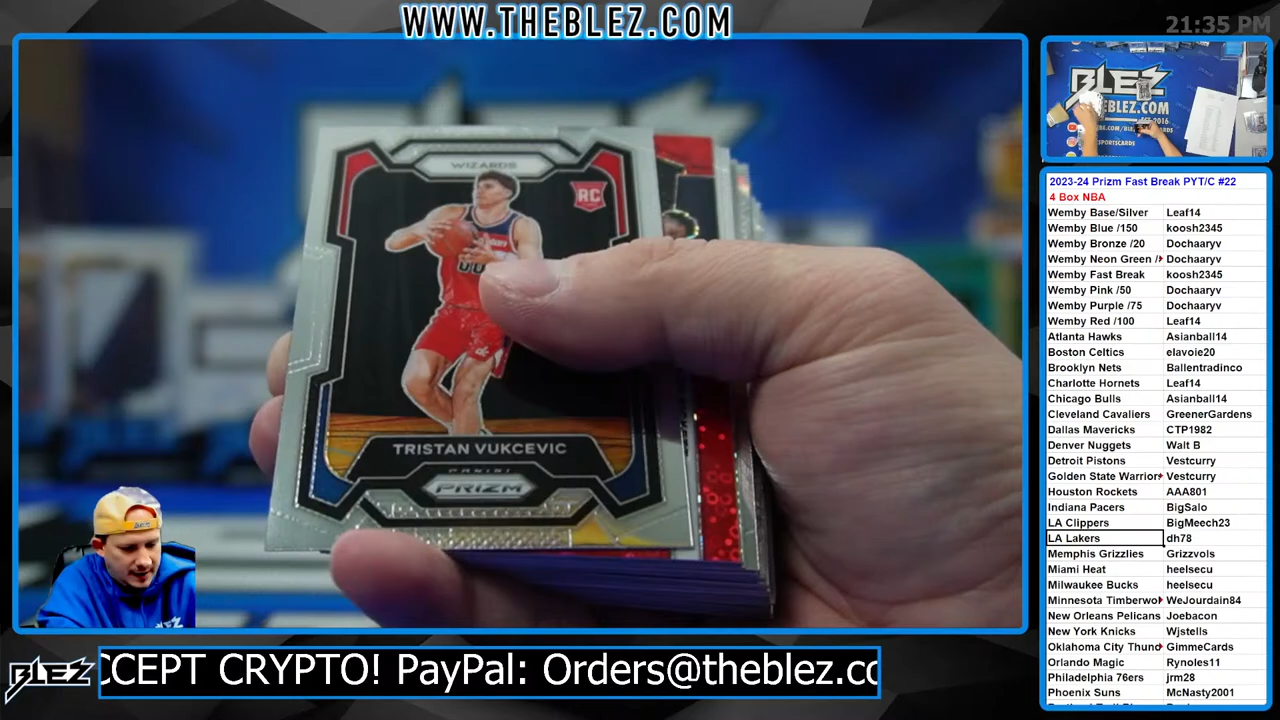 WWW.THEBLEZ.COM
21:35 PM
WIZARDS
RC
TRISTAN VUKCEVIC
PANINI
PRIZM
BLEZ
THEBLEZ.COM
2023-24 Prizm Fast Break PYT/C #22
4 Box NBA
Wemby Base/Silver Leaf14
Wemby Blue /150 koosh2345
Wemby Bronze /20 Dochaaryv
Wemby Neon Green / Dochaaryv
Wemby Fast Break koosh2345
Wemby Pink /50 Dochaaryv
Wemby Purple /75 Dochaaryv
Wemby Red /100 Leaf14
Atlanta Hawks Asianball14
Boston Celtics elavoie20
Brooklyn Nets Ballentradinco
Charlotte Hornets Leaf14
Chicago Bulls Asianball14
Cleveland Cavaliers GreenerGardens
Dallas Mavericks CTP1982
Denver Nuggets Walt B
Detroit Pistons Vestcurry
Golden State Warrior Vestcurry
Houston Rockets AAA801
Indiana Pacers BigSalo
LA Clippers BigMeech23
LA Lakers dh78
Memphis Grizzlies Grizzvols
Miami Heat heelsecu
Milwaukee Bucks heelsecu
Minnesota Timberwo WeJourdain84
New Orleans Pelicans Joebacon
New York Knicks Wjstells
Oklahoma City Thund GimmeCards
Orlando Magic Rynoles11
Philadelphia 76ers jrm28
Phoenix Suns McNasty2001
BLEZ
CCEPT CRYPTO! PayPal: Orders@theblez.co